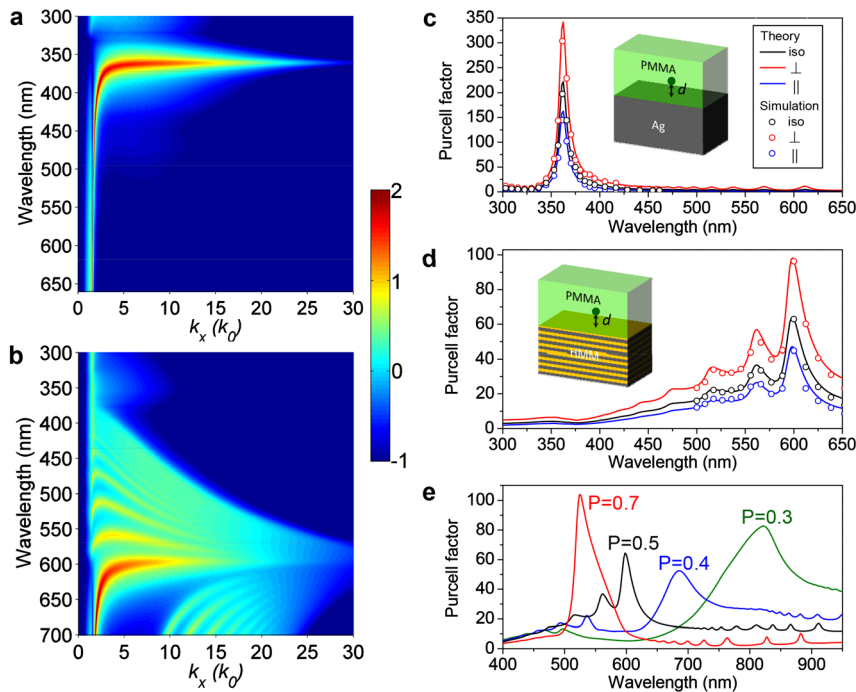 a
300
350
400
450
500
550
600
650
Wavelength (nm)
1 5 10 15 20 25 30
k_x (k_0)
2
1
0
-1
b
300
350
400
450
500
550
600
650
700
Wavelength (nm)
1 5 10 15 20 25 30
k_x (k_0)
c
350
300
250
200
150
100
50
0
Purcell factor
300 350 400 450 500 550 600 650
Wavelength (nm)
PMMA
d
Ag
Theory
iso
⊥
||
Simulation
iso
⊥
||
d
100
80
60
40
20
0
Purcell factor
300 350 400 450 500 550 600 650
Wavelength (nm)
PMMA
d
HMM
e
100
80
60
40
20
0
Purcell factor
P=0.7
P=0.5
P=0.4
P=0.3
400 500 600 700 800 900
Wavelength (nm)